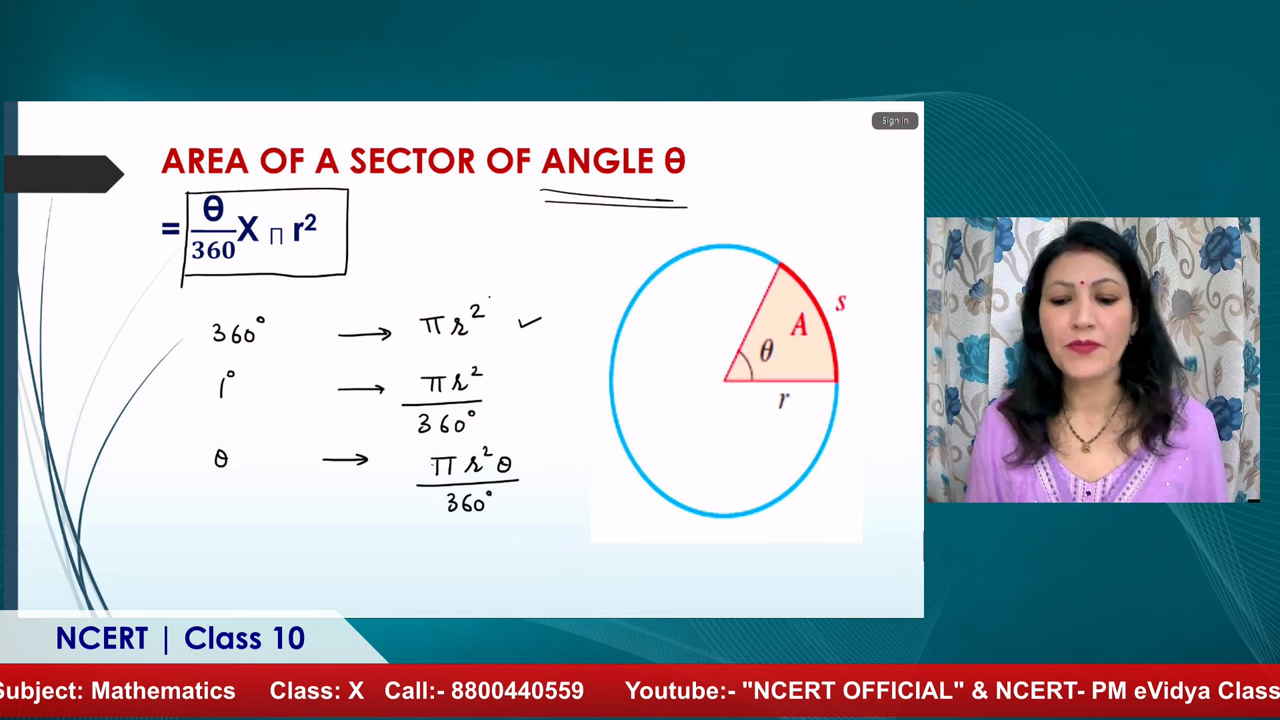 Sign In
AREA OF A SECTOR OF ANGLE θ
= θ/360 X π r²
360° → πr² ✓
1° → πr²/360°
θ → πr²θ/360°
A
s
θ
r
NCERT | Class 10
Subject: Mathematics Class: X Call:- 8800440559 Youtube:- "NCERT OFFICIAL" & NCERT- PM eVidya Class